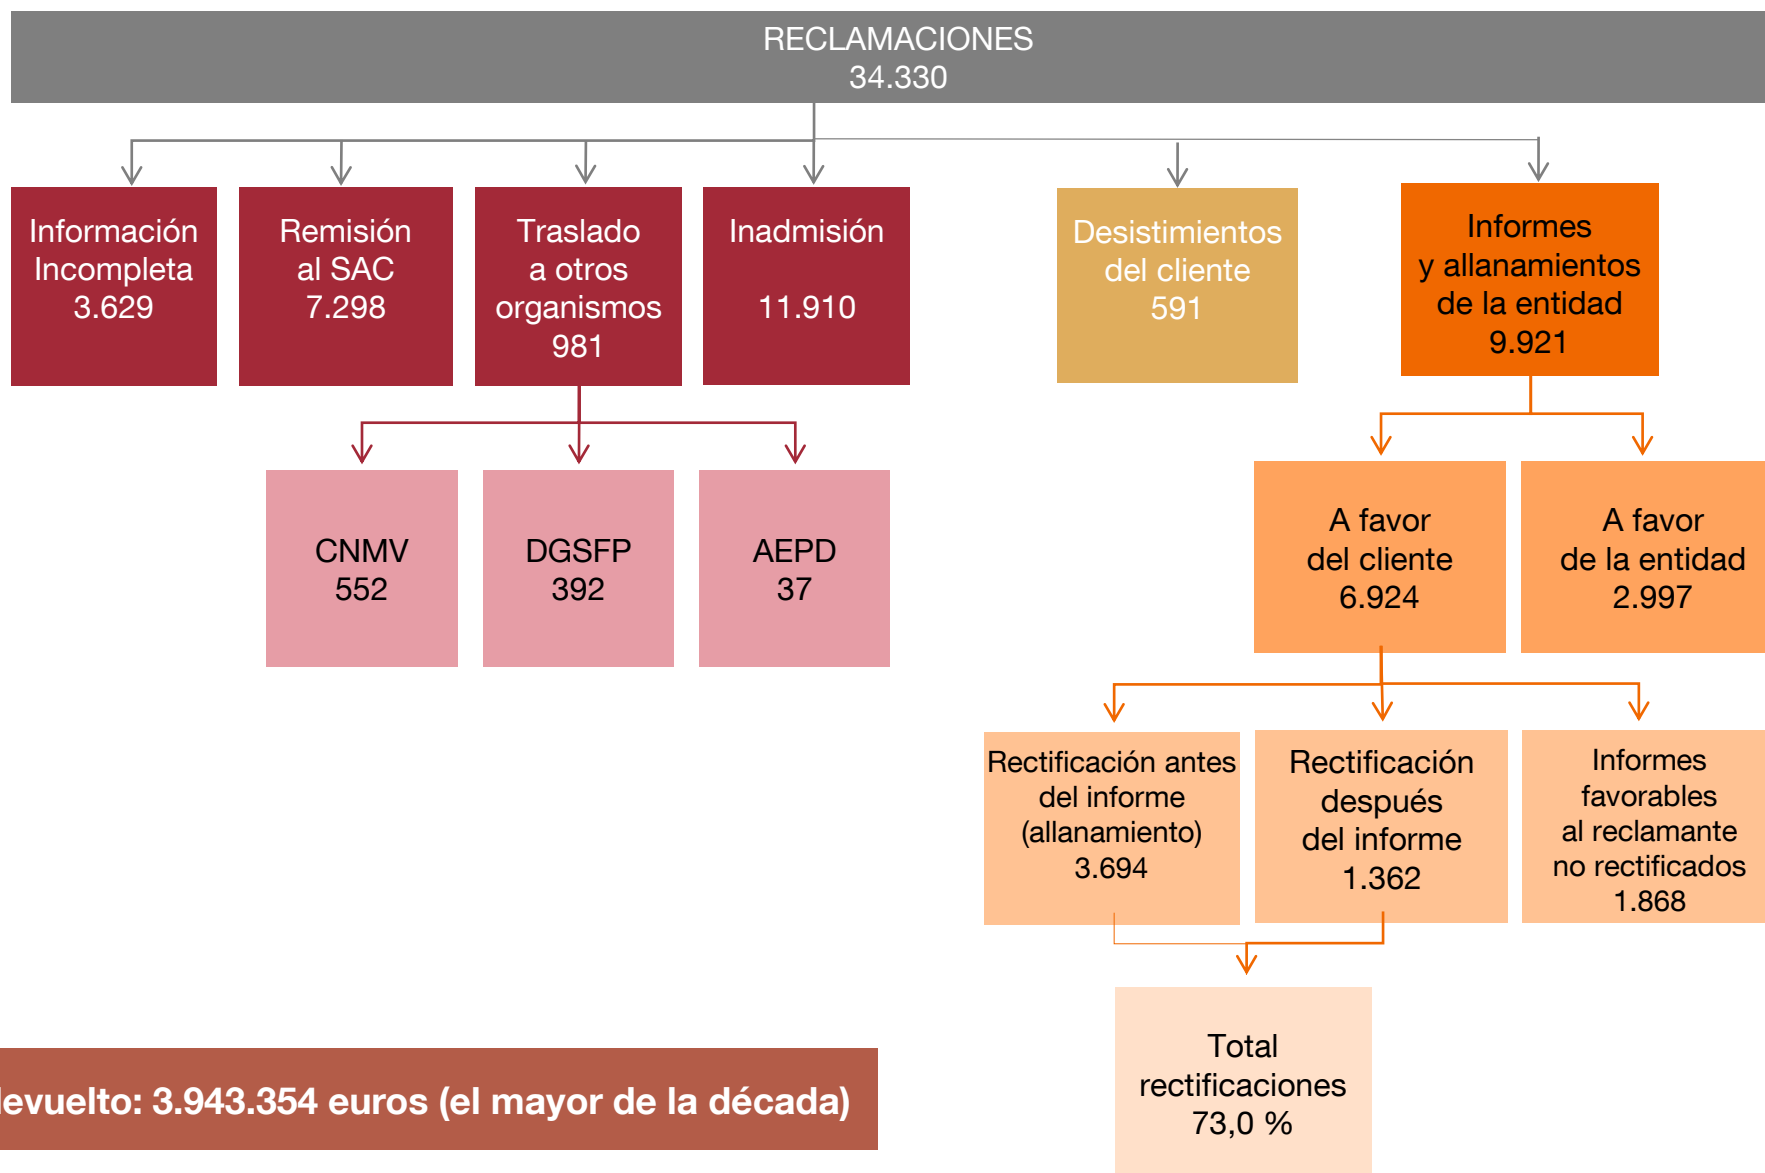 RECLAMACIONES
34.330
Información
Incompleta
3.629
Remisión
al SAC
7.298
Traslado
a otros
organismos
981
Inadmisión
11.910
Desistimientos
del cliente
591
Informes
y allanamientos
de la entidad
9.921
CNMV
552
DGSFP
392
AEPD
37
A favor
del cliente
6.924
A favor
de la entidad
2.997
Rectificación antes
del informe
(allanamiento)
3.694
Rectificación
después
del informe
1.362
Informes
favorables
al reclamante
no rectificados
1.868
Total
rectificaciones
73,0 %
3.943.354 euros (el mayor de la década)